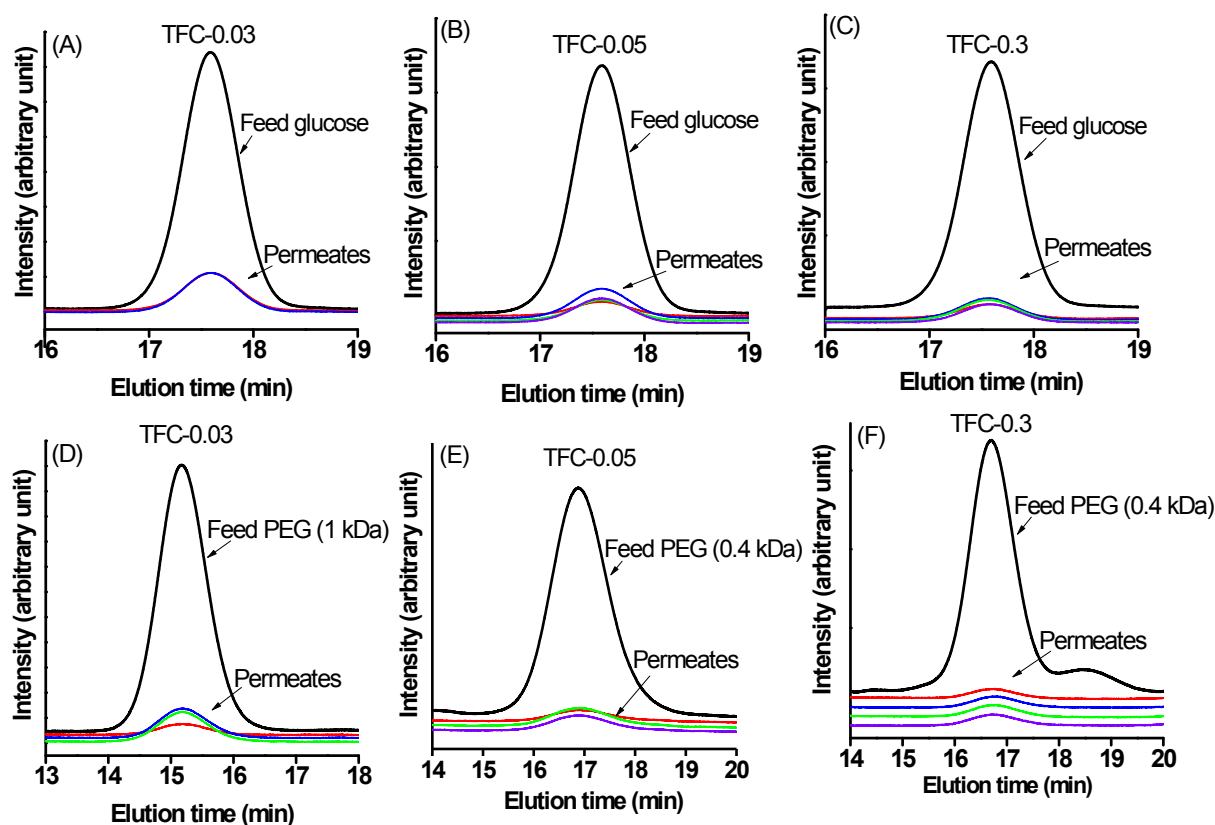 (A)
TFC-0.03
Feed glucose
Permeates
Intensity (arbitrary unit)
16 17 18 19
Elution time (min)
(B)
TFC-0.05
Feed glucose
Permeates
Intensity (arbitrary unit)
16 17 18 19
Elution time (min)
(C)
TFC-0.3
Feed glucose
Permeates
Intensity (arbitrary unit)
16 17 18 19
Elution time (min)
(D)
TFC-0.03
Feed PEG (1 kDa)
Permeates
Intensity (arbitrary unit)
13 14 15 16 17 18
Elution time (min)
(E)
TFC-0.05
Feed PEG (0.4 kDa)
Permeates
Intensity (arbitrary unit)
14 15 16 17 18 19 20
Elution time (min)
(F)
TFC-0.3
Feed PEG (0.4 kDa)
Permeates
Intensity (arbitrary unit)
14 15 16 17 18 19 20
Elution time (min)